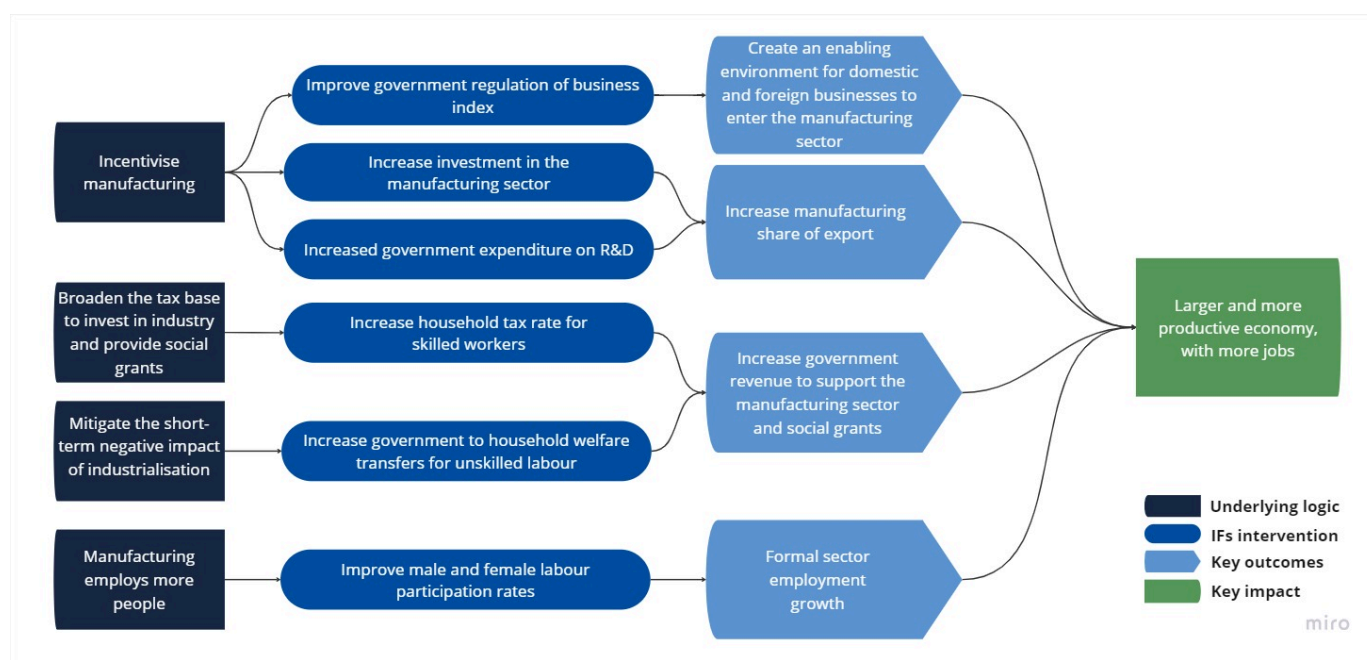 Incentivise
manufacturing
Improve government regulation of business
index
Create an enabling
environment for domestic
and foreign businesses to
enter the manufacturing
sector
Increase investment in the
manufacturing sector
Increased government expenditure on R&D
Increase manufacturing
share of export
Broaden the tax base
to invest in industry
and provide social
grants
Increase household tax rate for
skilled workers
Increase government
revenue to support the
manufacturing sector
and social grants
Mitigate the short-
term negative impact
of industrialisation
Increase government to household welfare
transfers for unskilled labour
Manufacturing
employs more
people
Improve male and female labour
participation rates
Formal sector
employment
growth
Larger and more
productive economy,
with more jobs
Underlying logic
IFs intervention
Key outcomes
Key impact
miro